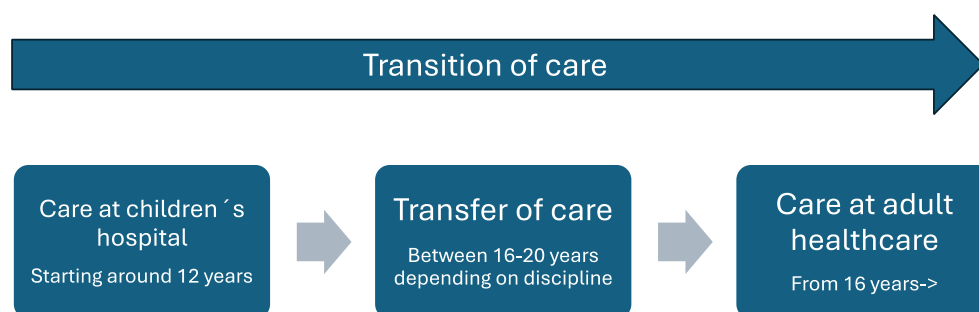 Transition of care
Care at children ´s
hospital
Starting around 12 years
Transfer of care
Between 16-20 years
depending on discipline
Care at adult
healthcare
From 16 years->